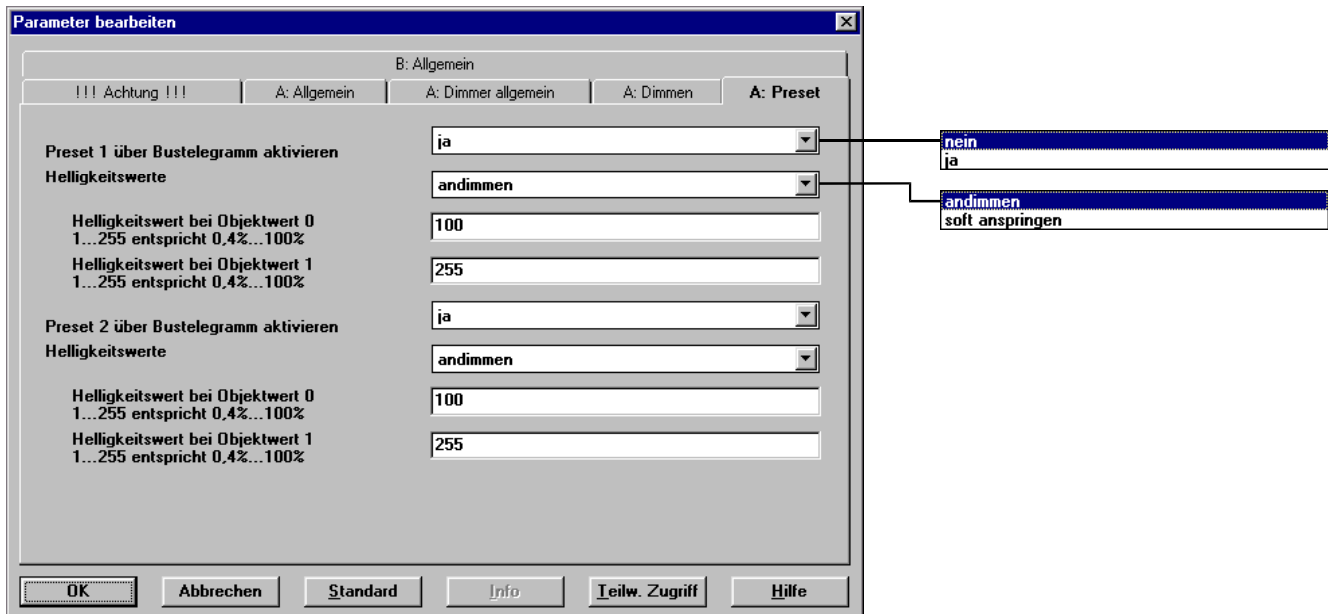 Parameter bearbeiten
B: Allgemein
!!! Achtung !!!
A: Allgemein
A: Dimmer allgemein
A: Dimmen
A: Preset
Preset 1 über Bustelegramm aktivieren
ja
Helligkeitswerte
andimmen
Helligkeitswert bei Objektwert 0
1...255 entspricht 0,4%...100%
100
Helligkeitswert bei Objektwert 1
1...255 entspricht 0,4%...100%
255
Preset 2 über Bustelegramm aktivieren
ja
Helligkeitswerte
andimmen
Helligkeitswert bei Objektwert 0
1...255 entspricht 0,4%...100%
100
Helligkeitswert bei Objektwert 1
1...255 entspricht 0,4%...100%
255
OK
Abbrechen
Standard
Info
Teilw. Zugriff
Hilfe
nein
ja
andimmen
soft anspringen